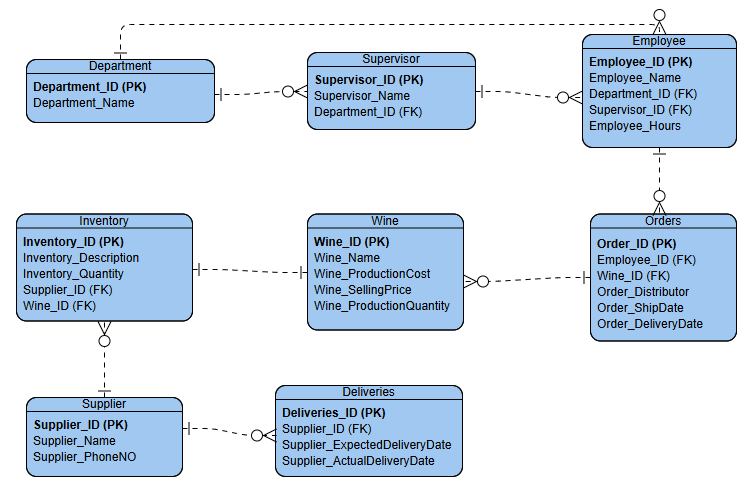 Department
Department_ID (PK)
Department_Name
Supervisor
Supervisor_ID (PK)
Supervisor_Name
Department_ID (FK)
Employee
Employee_ID (PK)
Employee_Name
Department_ID (FK)
Supervisor_ID (FK)
Employee_Hours
Inventory
Inventory_ID (PK)
Inventory_Description
Inventory_Quantity
Supplier_ID (FK)
Wine_ID (FK)
Wine
Wine_ID (PK)
Wine_Name
Wine_ProductionCost
Wine_SellingPrice
Wine_ProductionQuantity
Orders
Order_ID (PK)
Employee_ID (FK)
Wine_ID (FK)
Order_Distributor
Order_ShipDate
Order_DeliveryDate
Supplier
Supplier_ID (PK)
Supplier_Name
Supplier_PhoneNO
Deliveries
Deliveries_ID (PK)
Supplier_ID (FK)
Supplier_ExpectedDeliveryDate
Supplier_ActualDeliveryDate